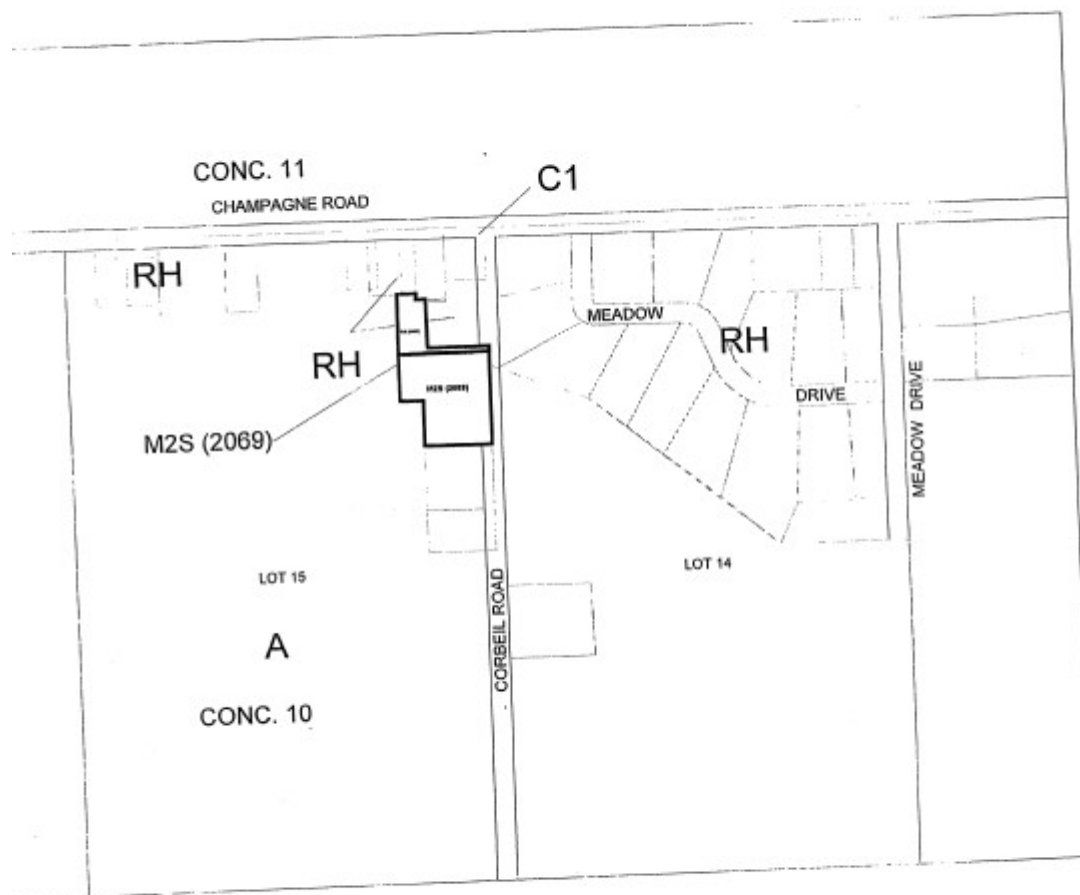 CONC. 11
C1
CHAMPAGNE ROAD
RH
MEADOW
RH
RH
DRIVE
MEADOW DRIVE
M2S (2069)
LOT 15
LOT 14
CORBEIL ROAD
A
CONC. 10